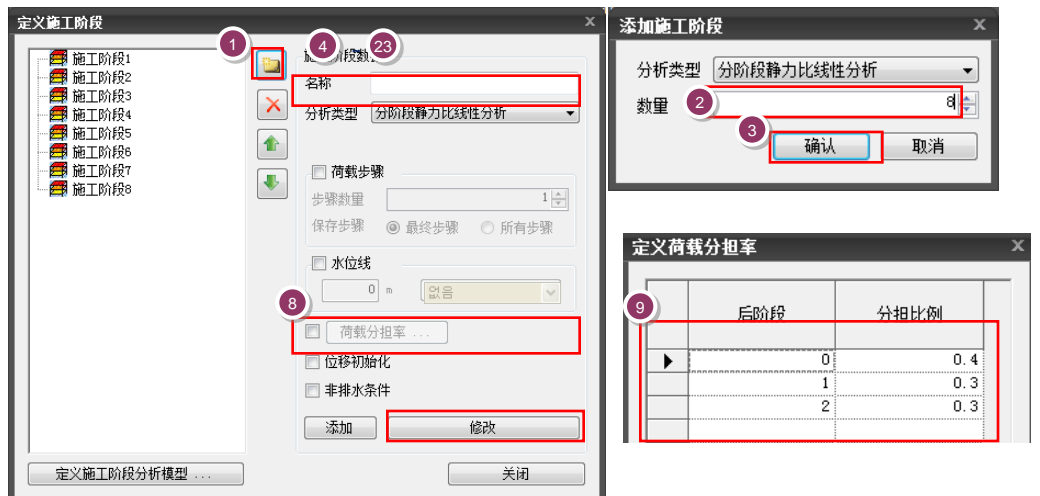 定义施工阶段
x
施工阶段1
施工阶段2
施工阶段3
施工阶段4
施工阶段5
施工阶段6
施工阶段7
施工阶段8
1
4
23
名称
分析类型 分阶段静力比线性分析
荷载步骤
步骤数量 1
保存步骤 最终步骤 所有步骤
水位线
0 m 없음
8
荷载分担率 ...
位移初始化
非排水条件
添加 修改
定义施工阶段分析模型 ... 关闭
添加施工阶段
x
分析类型 分阶段静力比线性分析
数量 2 8
3
确认 取消
定义荷载分担率
x
9
后阶段 分担比例
0 0.4
1 0.3
2 0.3